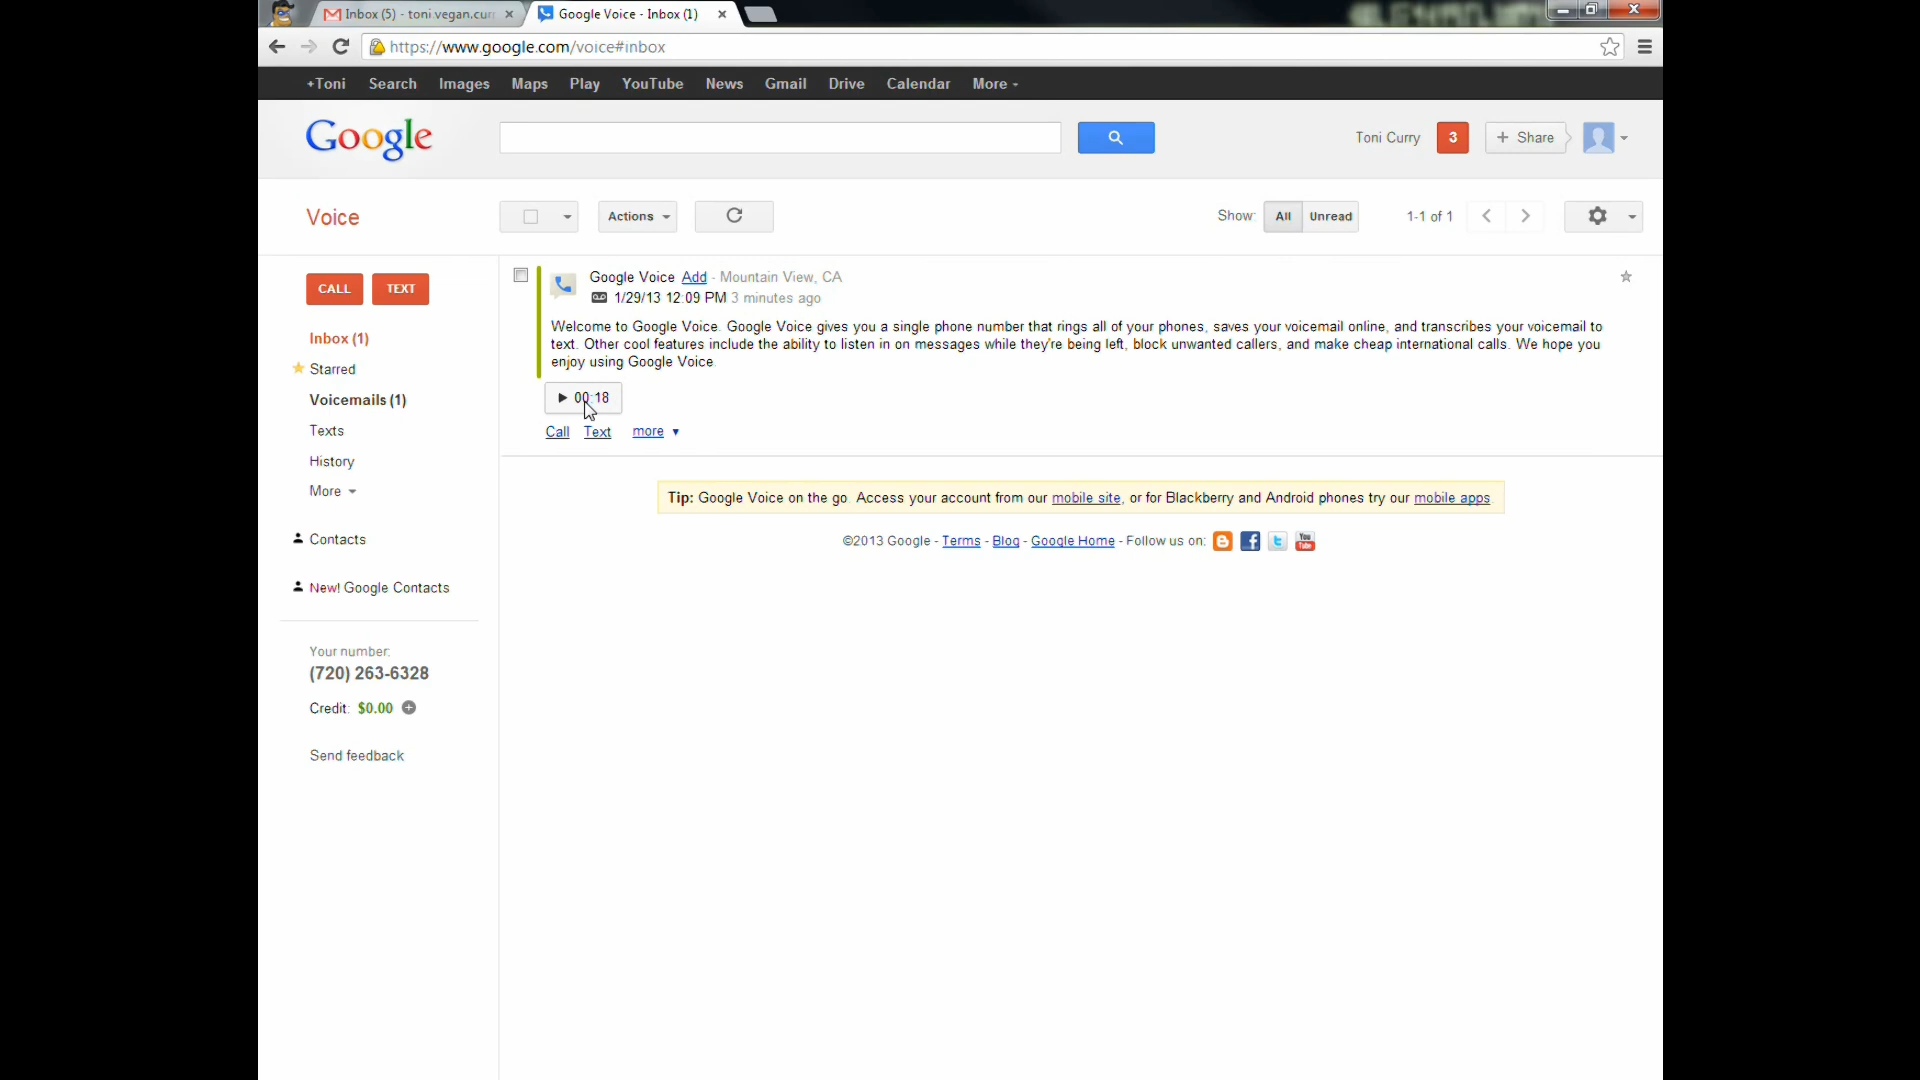 Inbox (5) - toni.vegan.curr
Google Voice - Inbox (1)
https://www.google.com/voice#inbox
+Toni Search Images Maps Play YouTube News Gmail Drive Calendar More
Google
Toni Curry 3 + Share
Voice
Actions
Show: All Unread 1-1 of 1
CALL TEXT
Inbox (1)
Starred
Voicemails (1)
Texts
History
More
Contacts
New! Google Contacts
Your number:
(720) 263-6328
Credit: $0.00
Send feedback
Google Voice Add - Mountain View, CA
1/29/13 12:09 PM 3 minutes ago
Welcome to Google Voice. Google Voice gives you a single phone number that rings all of your phones, saves your voicemail online, and transcribes your voicemail to
text. Other cool features include the ability to listen in on messages while they're being left, block unwanted callers, and make cheap international calls. We hope you
enjoy using Google Voice.
00:18
Call Text more
Tip: Google Voice on the go. Access your account from our mobile site, or for Blackberry and Android phones try our mobile apps.
©2013 Google - Terms - Blog - Google Home - Follow us on:
You
Tube